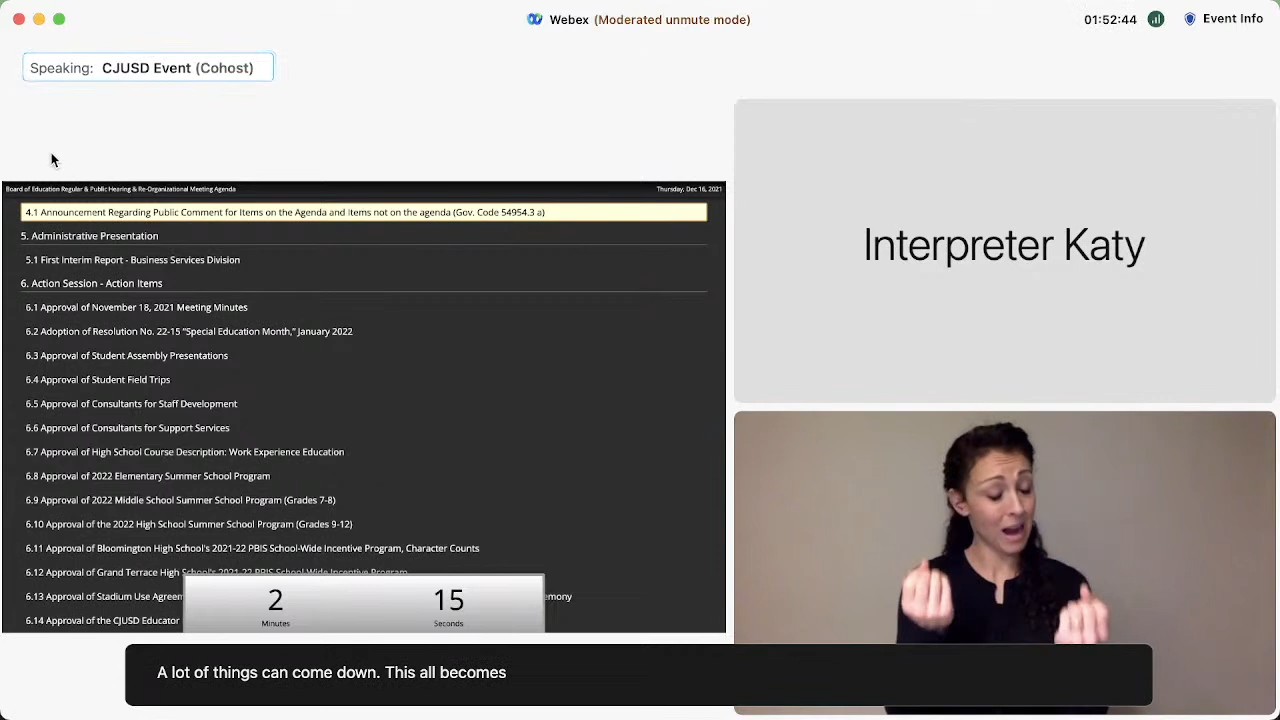 Webex (Moderated unmute mode)
01:52:44
Event Info
Speaking: CJUSD Event (Cohost)
Board of Education Regular & Public Hearing & Re-Organizational Meeting Agenda
Thursday, Dec 16, 2021
4.1 Announcement Regarding Public Comment for Items on the Agenda and Items not on the agenda (Gov. Code 54954.3 a)
5. Administrative Presentation
5.1 First Interim Report - Business Services Division
6. Action Session - Action Items
6.1 Approval of November 18, 2021 Meeting Minutes
6.2 Adoption of Resolution No. 22-15 "Special Education Month," January 2022
6.3 Approval of Student Assembly Presentations
6.4 Approval of Student Field Trips
6.5 Approval of Consultants for Staff Development
6.6 Approval of Consultants for Support Services
6.7 Approval of High School Course Description: Work Experience Education
6.8 Approval of 2022 Elementary Summer School Program
6.9 Approval of 2022 Middle School Summer School Program (Grades 7-8)
6.10 Approval of the 2022 High School Summer School Program (Grades 9-12)
6.11 Approval of Bloomington High School's 2021-22 PBIS School-Wide Incentive Program, Character Counts
6.12 Approval of Grand Terrace High School's 2021-22 PBIS School-Wide Incentive Program
6.13 Approval of Stadium Use Agreem emony
6.14 Approval of the CJUSD Educator
2 15
Minutes Seconds
Interpreter Katy
A lot of things can come down. This all becomes